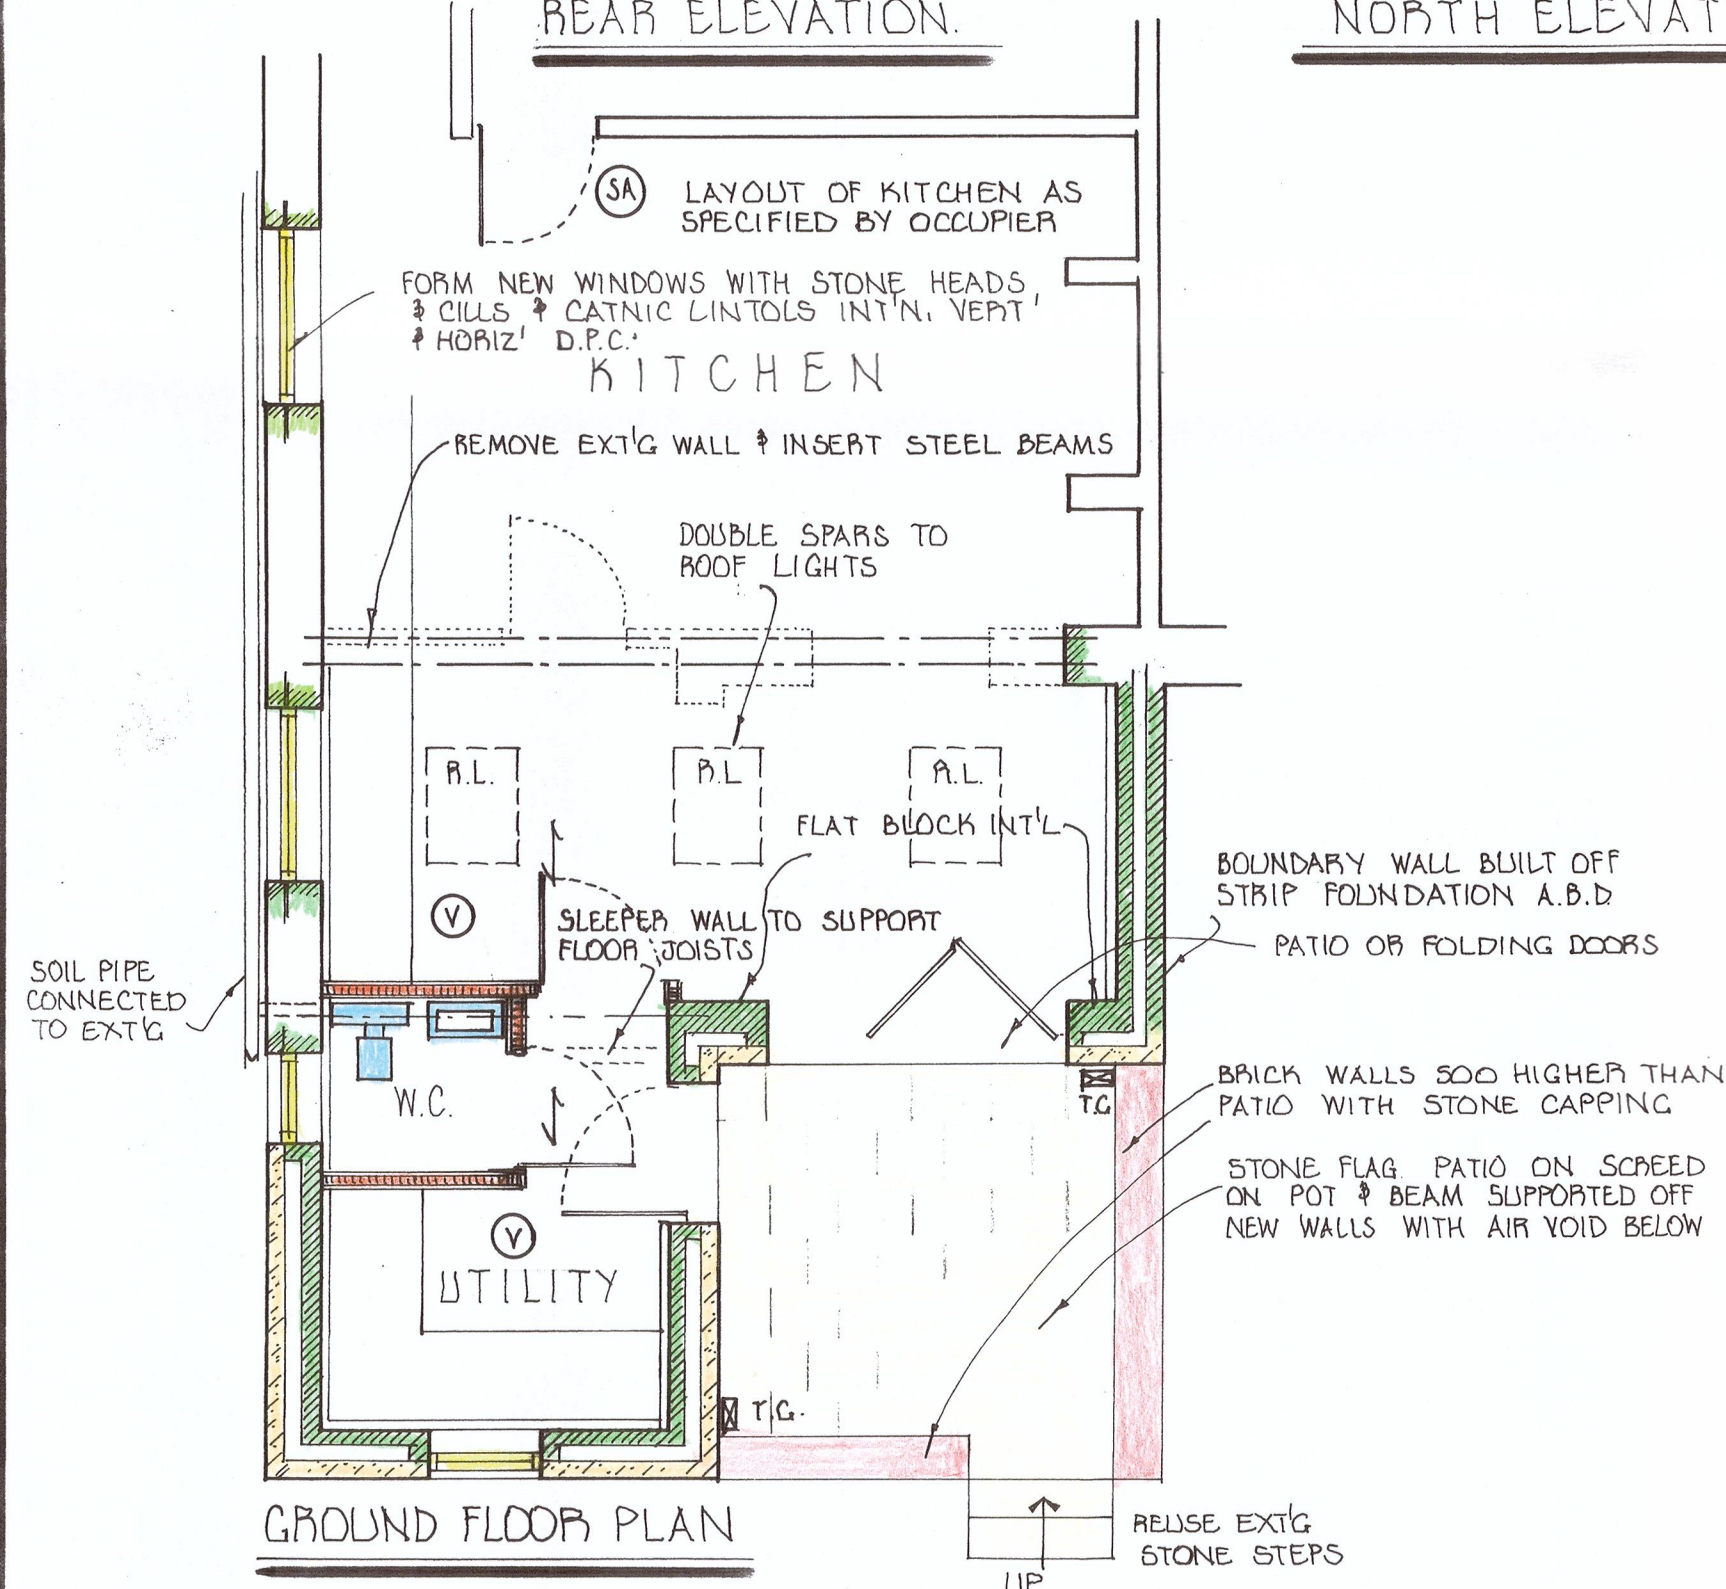 REAR ELEVATION.
NORTH ELEVAT
SA
LAYOUT OF KITCHEN AS
SPECIFIED BY OCCUPIER
FORM NEW WINDOWS WITH STONE HEADS
& CILLS & CATNIC LINTOLS INT'N. VERT'
& HORIZ' D.P.C.
KITCHEN
REMOVE EXT'G WALL & INSERT STEEL BEAMS
DOUBLE SPARS TO
ROOF LIGHTS
R.L.
R.L
R.L.
FLAT BLOCK INT'L
BOUNDARY WALL BUILT OFF
STRIP FOUNDATION A.B.D
V
SLEEPER WALL TO SUPPORT
FLOOR JOISTS
PATIO OR FOLDING DOORS
SOIL PIPE
CONNECTED
TO EXT'G
W.C.
T.G
BRICK WALLS 500 HIGHER THAN
PATIO WITH STONE CAPPING
STONE FLAG PATIO ON SCREED
ON POT & BEAM SUPPORTED OFF
NEW WALLS WITH AIR VOID BELOW
V
UTILITY
T.G.
GROUND FLOOR PLAN
REUSE EXT'G
STONE STEPS
UP